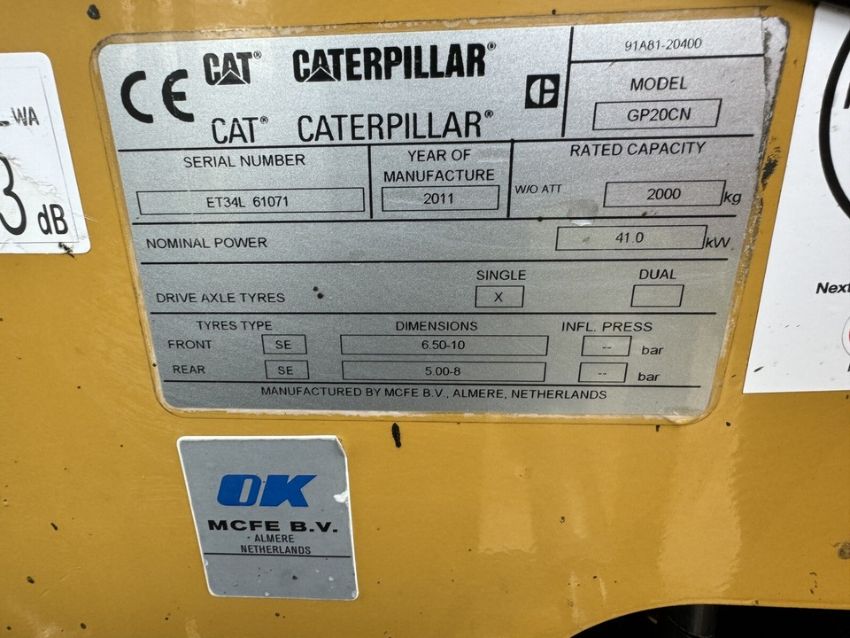 CE CAT® CATERPILLAR®
CAT® CATERPILLAR®
C
91A81-20400
MODEL
GP20CN
SERIAL NUMBER
ET34L 61071
YEAR OF
MANUFACTURE
2011
RATED CAPACITY
W/O ATT 2000 kg
NOMINAL POWER 41.0 kW
SINGLE DUAL
DRIVE AXLE TYRES X
TYRES TYPE DIMENSIONS INFL. PRESS
FRONT SE 6.50-10 -- bar
REAR SE 5.00-8 -- bar
MANUFACTURED BY MCFE B.V., ALMERE, NETHERLANDS
WA
dB
OK
MCFE B.V.
ALMERE
NETHERLANDS
Next